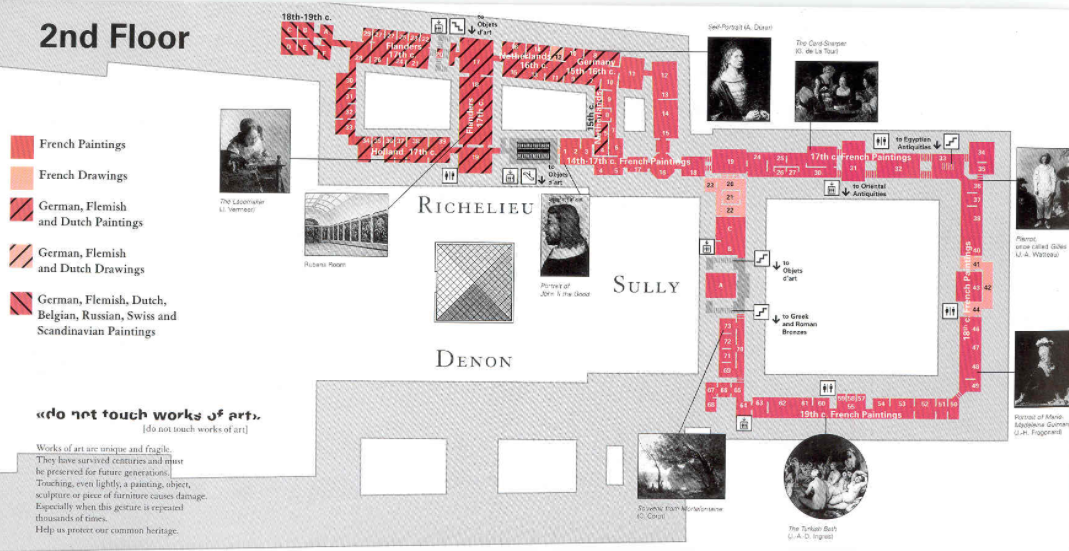 2nd Floor
18th-19th c.
to
Objets
d'art
Flanders
17th c.
Netherlands
16th c.
Germany
15th-16th c.
Flanders
17th c.
15th c.
Netherlands
Holland 17th c.
14th-17th c. French Paintings
to
Objets
d'art
Self-Portrait (A. Dürer)
The Card-Sharper
(G. de La Tour)
17th c. French Paintings
to Egyptian
Antiquities
to Oriental
Antiquities
French Paintings
French Drawings
German, Flemish
and Dutch Paintings
German, Flemish
and Dutch Drawings
German, Flemish, Dutch,
Belgian, Russian, Swiss and
Scandinavian Paintings
The Lacemaker
(J. Vermeer)
Rubens Room
Portrait of
John II the Good
RICHELIEU
SULLY
DENON
to
Objets
d'art
to Greek
and Roman
Bronzes
Pierrot,
once called Gilles
(J.-A. Watteau)
18th c. French Paintings
Portrait of Marie-
Madeleine Guimard
(J.-H. Fragonard)
19th c. French Paintings
Souvenir from Mortefontaine
(C. Corot)
The Turkish Bath
(J.-A.-D. Ingres)
«do not touch works of art».
[do not touch works of art]
Works of art are unique and fragile.
They have survived centuries and must
be preserved for future generations.
Touching, even lightly, a painting, object,
sculpture or piece of furniture causes damage.
Especially when this gesture is repeated
thousands of times.
Help us protect our common heritage.